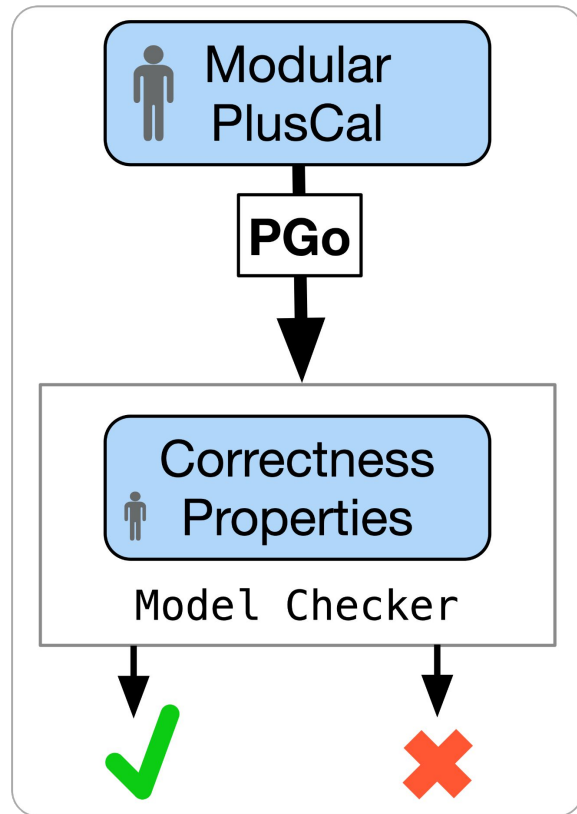 Modular
PlusCal
PGo
Correctness
Properties
Model Checker